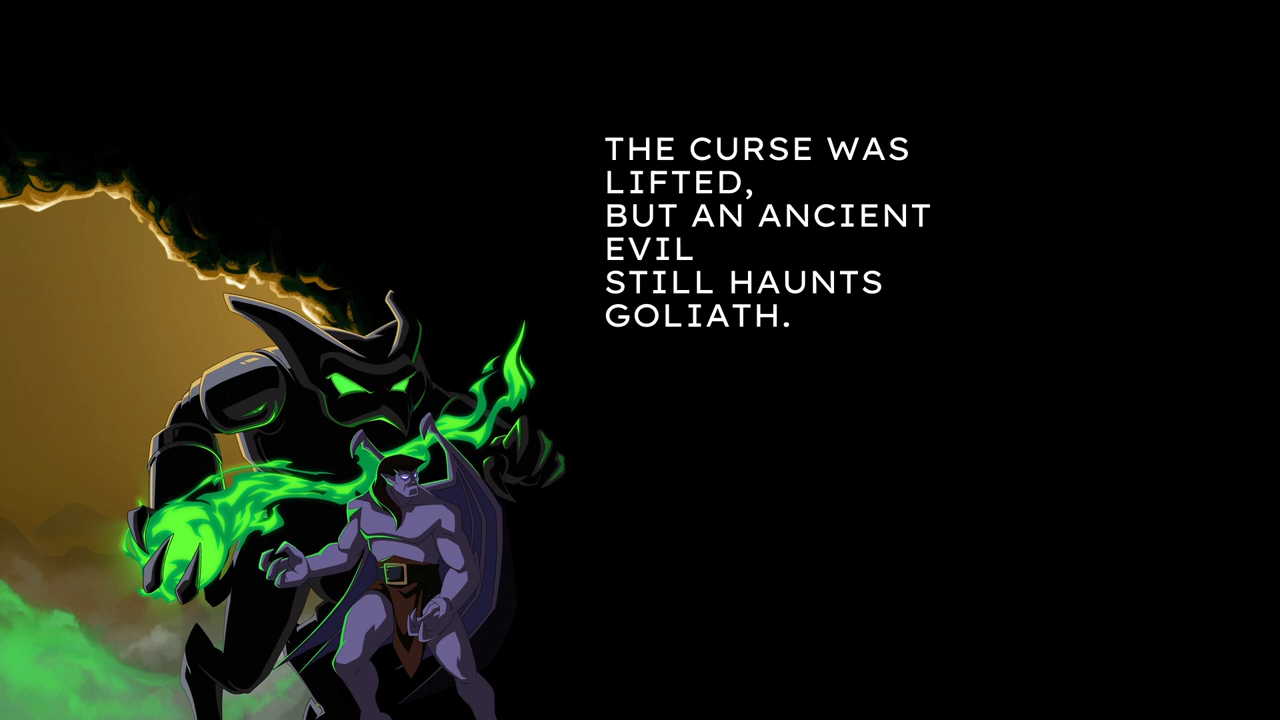 THE CURSE WAS
LIFTED,
BUT AN ANCIENT
EVIL
STILL HAUNTS
GOLIATH.